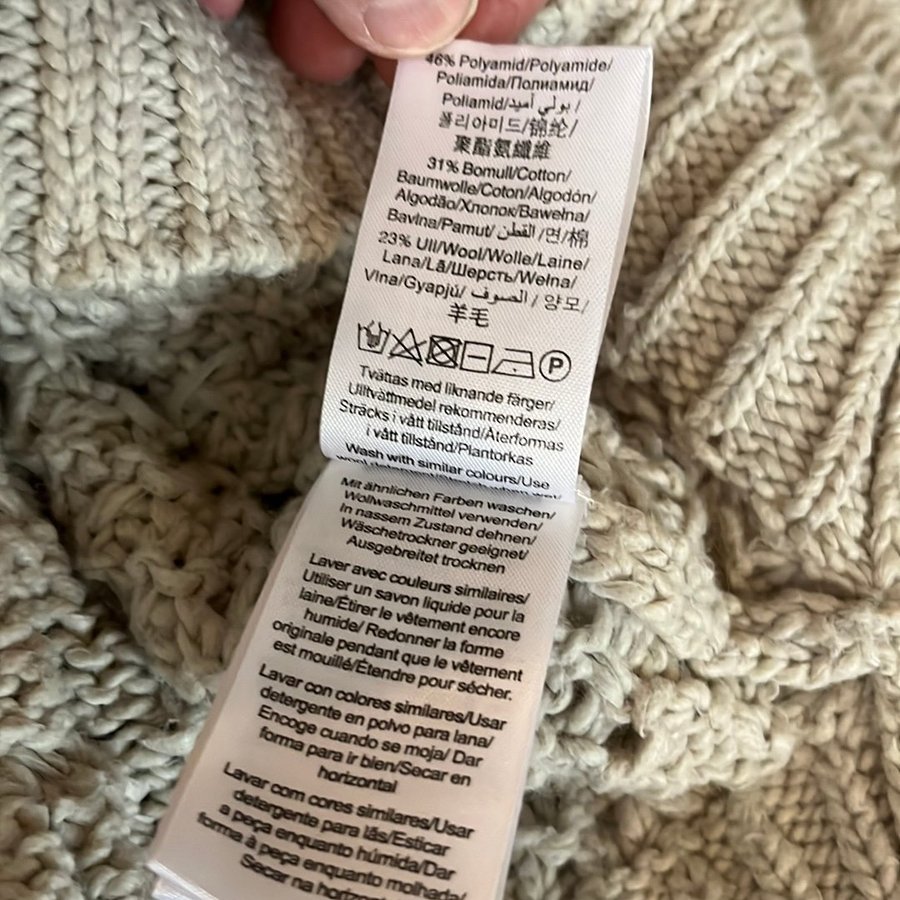 46% Polyamid/Polyamide/
Poliamida/Полиамид/
Poliamid/بولي أميد/
폴리아미드/锦纶/
聚酯氨纖維
31% Bomull/Cotton/
Baumwolle/Coton/Algodón/
Algodão/Хлопок/Bawełna/
Bavlna/Pamut/القطن/면/棉
23% Ull/Wool/Wolle/Laine/
Lana/Lã/Шерсть/Wełna/
Vlna/Gyapjú/الصوف/양모/
羊毛
P
Tvättas med liknande färger/
Ulltvättmedel rekommenderas/
Sträcks i vått tillstånd/Återformas
i vått tillstånd/Plantorkas
Wash with similar colours/Use
Mit ähnlichen Farben waschen/
Wollwaschmittel verwenden/
In nassem Zustand dehnen/
Wäschetrockner geeignet/
Ausgebreitet trocknen
Laver avec couleurs similaires/
Utiliser un savon liquide pour la
laine/Étirer le vêtement encore
humide/ Redonner la forme
originale pendant que le vêtement
est mouillé/Étendre pour sécher.
Lavar con colores similares/Usar
detergente en polvo para lana/
Encoge cuando se moja/ Dar
forma para ir bien/Secar en
horizontal
Lavar com cores similares/Usar
detergente para lãs/Esticar
a peça enquanto húmida/Dar
forma à peça enquanto molhada/
Secar na horizon